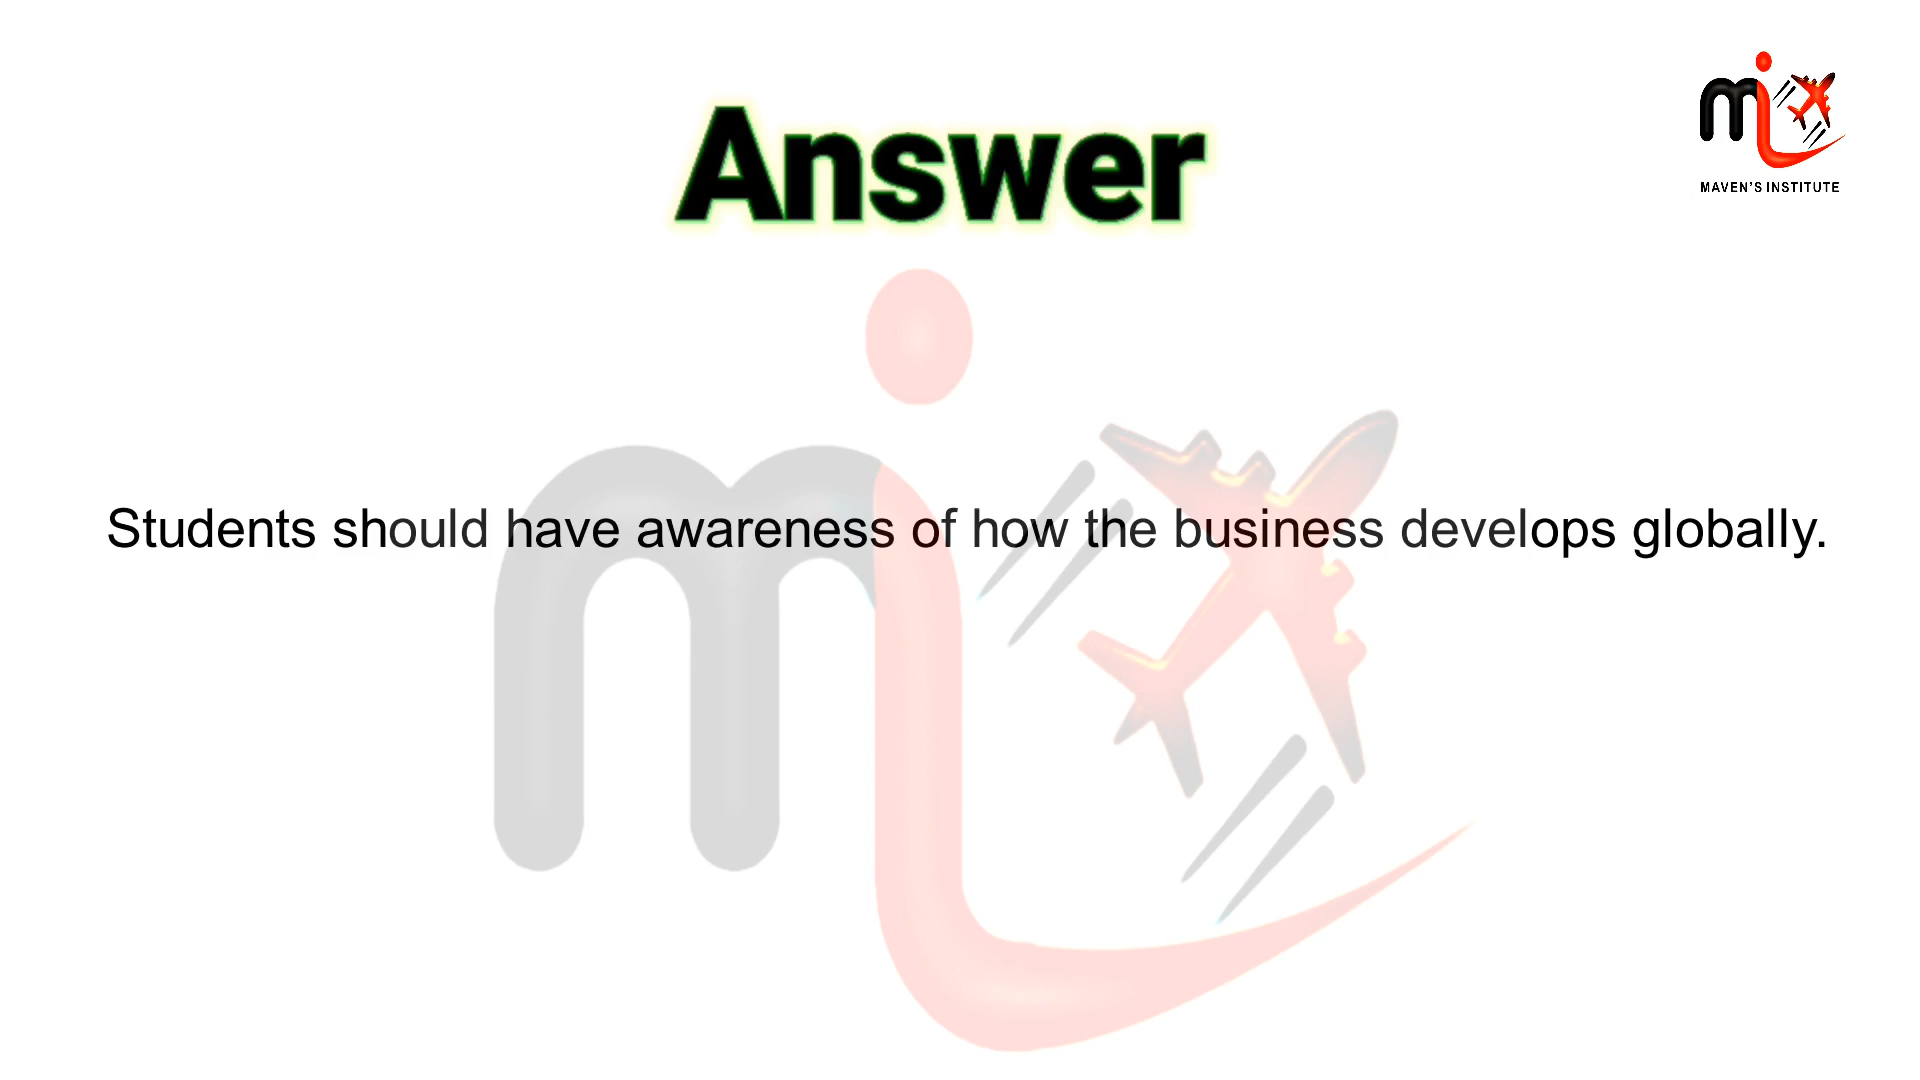 Answer
MAVEN'S INSTITUTE
Students should have awareness of how the business develops globally.